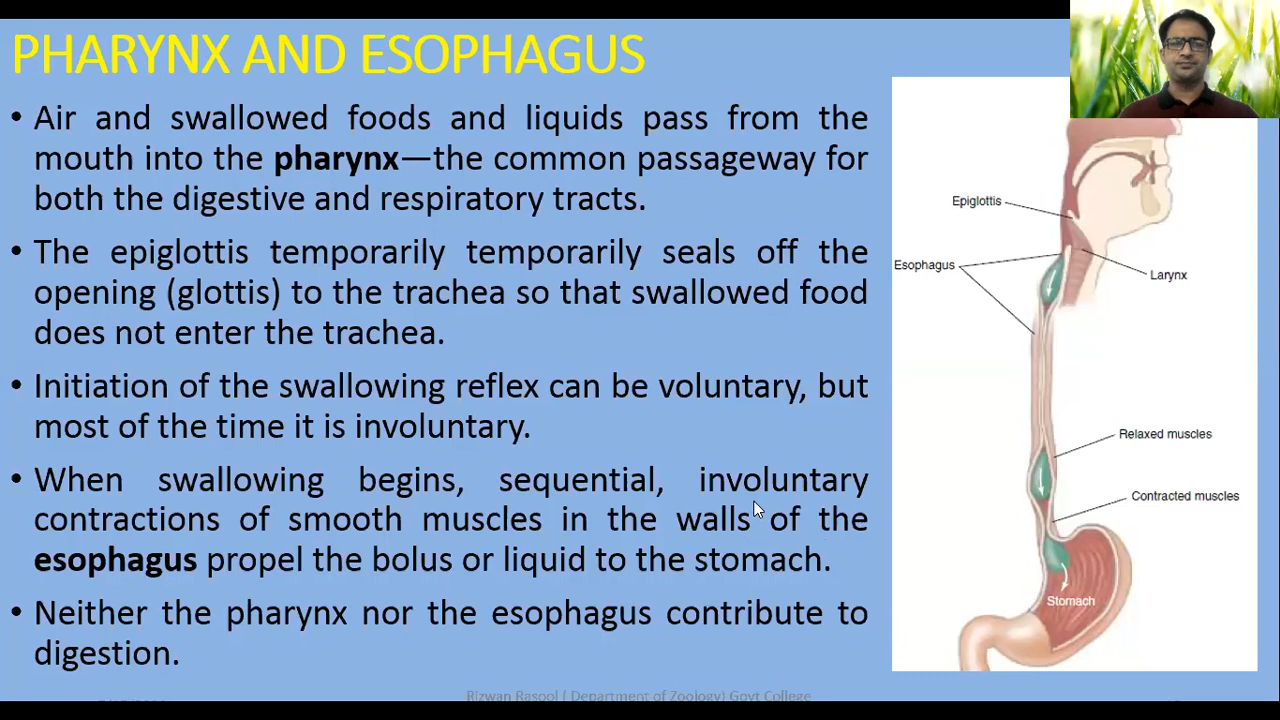 PHARYNX AND ESOPHAGUS
• Air and swallowed foods and liquids pass from the
mouth into the pharynx—the common passageway for
both the digestive and respiratory tracts.
• The epiglottis temporarily temporarily seals off the
opening (glottis) to the trachea so that swallowed food
does not enter the trachea.
• Initiation of the swallowing reflex can be voluntary, but
most of the time it is involuntary.
• When swallowing begins, sequential, involuntary
contractions of smooth muscles in the walls of the
esophagus propel the bolus or liquid to the stomach.
• Neither the pharynx nor the esophagus contribute to
digestion.
Epiglottis
Esophagus
Larynx
Relaxed muscles
Contracted muscles
Stomach
Rizwan Rasool ( Department of Zoology) Govt College